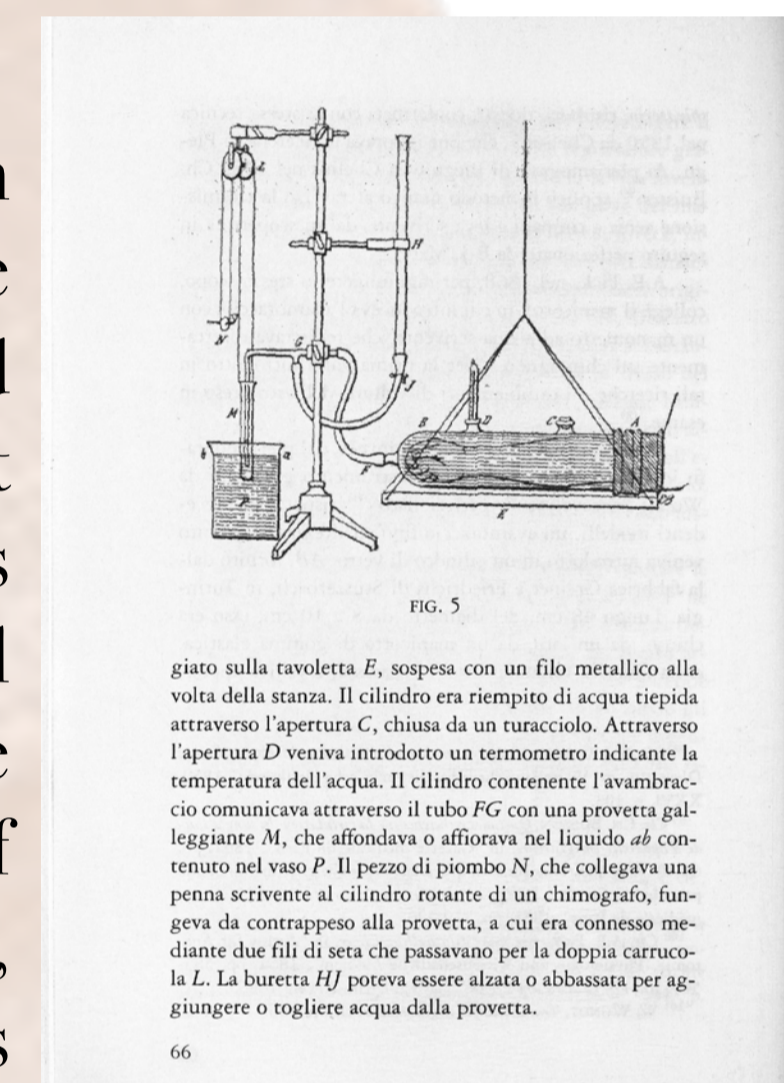 L
H
N
G
J
M
B
D
C
A
b
a
F
P
E
FIG. 5
giato sulla tavoletta E, sospesa con un filo metallico alla
volta della stanza. Il cilindro era riempito di acqua tiepida
attraverso l'apertura C, chiusa da un turacciolo. Attraverso
l'apertura D veniva introdotto un termometro indicante la
temperatura dell'acqua. Il cilindro contenente l'avambrac-
cio comunicava attraverso il tubo FG con una provetta gal-
leggiante M, che affondava o affiorava nel liquido ab con-
tenuto nel vaso P. Il pezzo di piombo N, che collegava una
penna scrivente al cilindro rotante di un chimografo, fun-
geva da contrappeso alla provetta, a cui era connesso me-
diante due fili di seta che passavano per la doppia carruco-
la L. La buretta HJ poteva essere alzata o abbassata per ag-
giungere o togliere acqua dalla provetta.
66